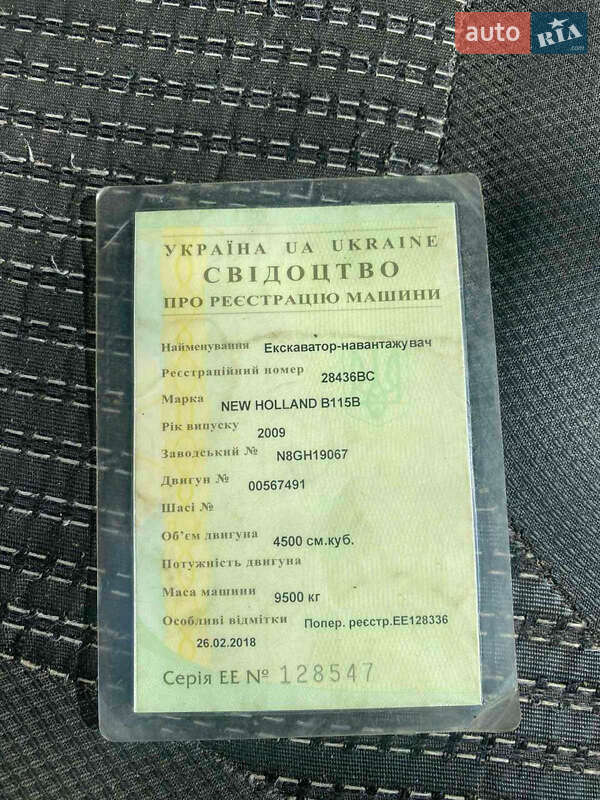 auto RIA
.com
УКРАЇНА UA UKRAINE
СВІДОЦТВО
ПРО РЕЄСТРАЦІЮ МАШИНИ
Найменування Екскаватор-навантажувач
Реєстраційний номер 28436ВС
Марка NEW HOLLAND B115B
Рік випуску 2009
Заводський № N8GH19067
Двигун № 00567491
Шасі №
Об'єм двигуна 4500 см.куб.
Потужність двигуна
Маса машини 9500 кг
Особливі відмітки Попер. реєстр.ЕЕ128336
26.02.2018
Серія ЕЕ № 128547